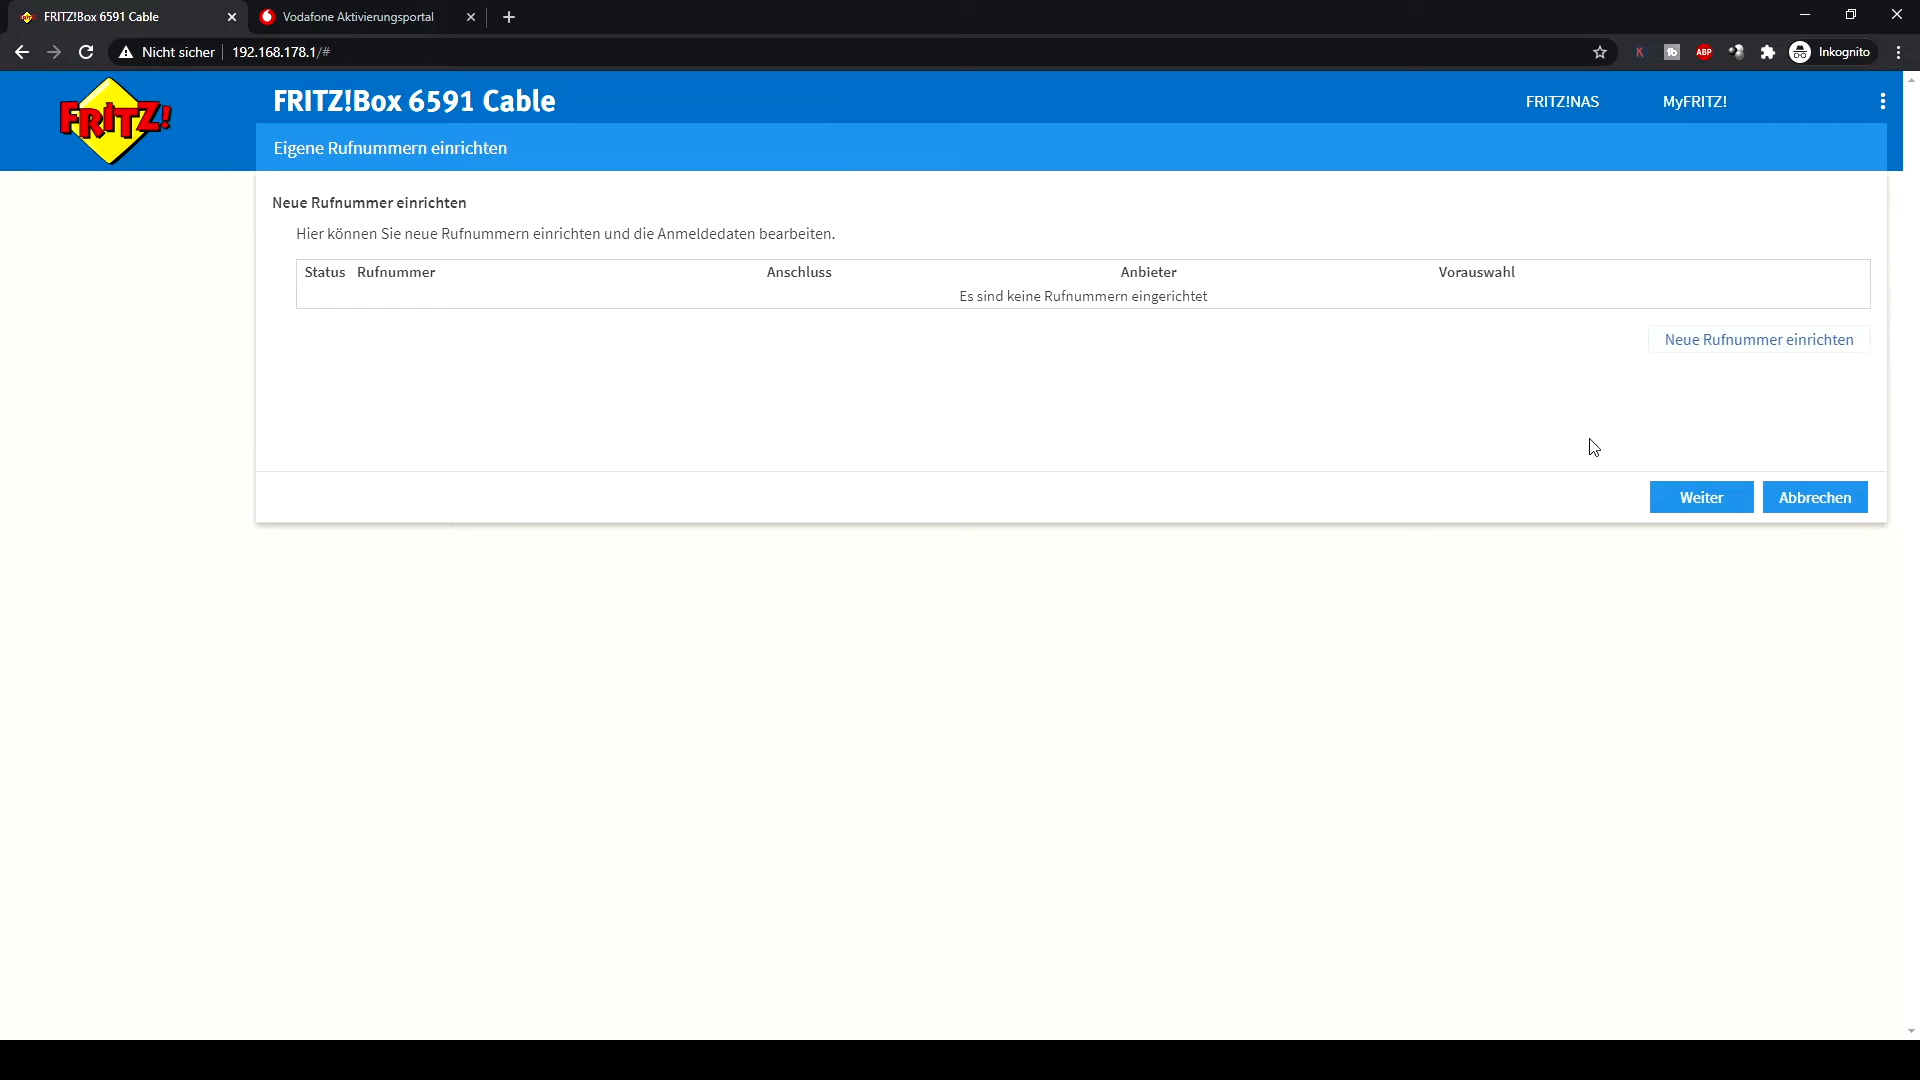 FRITZ!Box 6591 Cable
Vodafone Aktivierungsportal
Nicht sicher 192.168.178.1/#
ABP
Inkognito
FRITZ!
FRITZ!Box 6591 Cable
FRITZ!NAS
MyFRITZ!
Eigene Rufnummern einrichten
Neue Rufnummer einrichten
Hier können Sie neue Rufnummern einrichten und die Anmeldedaten bearbeiten.
Status Rufnummer Anschluss Anbieter Vorauswahl
Es sind keine Rufnummern eingerichtet
Neue Rufnummer einrichten
Weiter Abbrechen